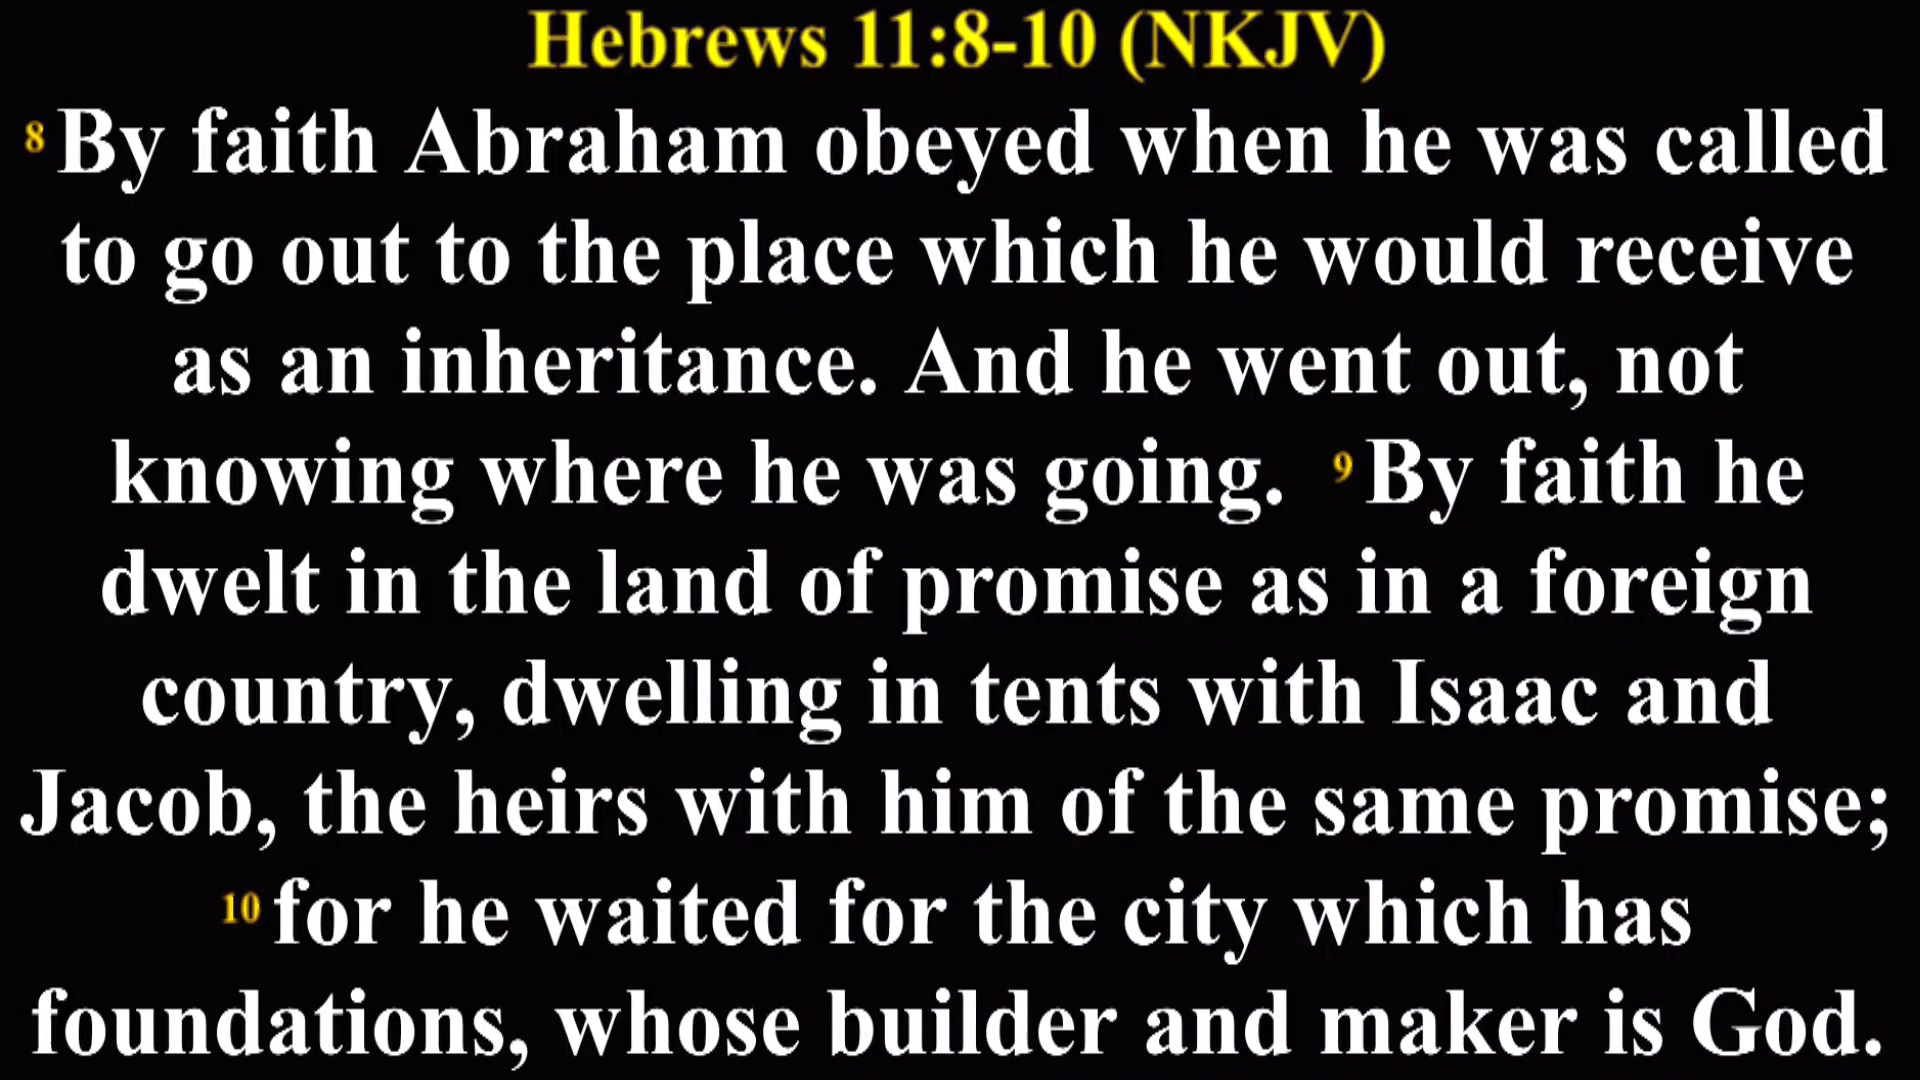 Hebrews 11:8-10 (NKJV)
8 By faith Abraham obeyed when he was called
to go out to the place which he would receive
as an inheritance. And he went out, not
knowing where he was going. 9 By faith he
dwelt in the land of promise as in a foreign
country, dwelling in tents with Isaac and
Jacob, the heirs with him of the same promise;
10 for he waited for the city which has
foundations, whose builder and maker is God.